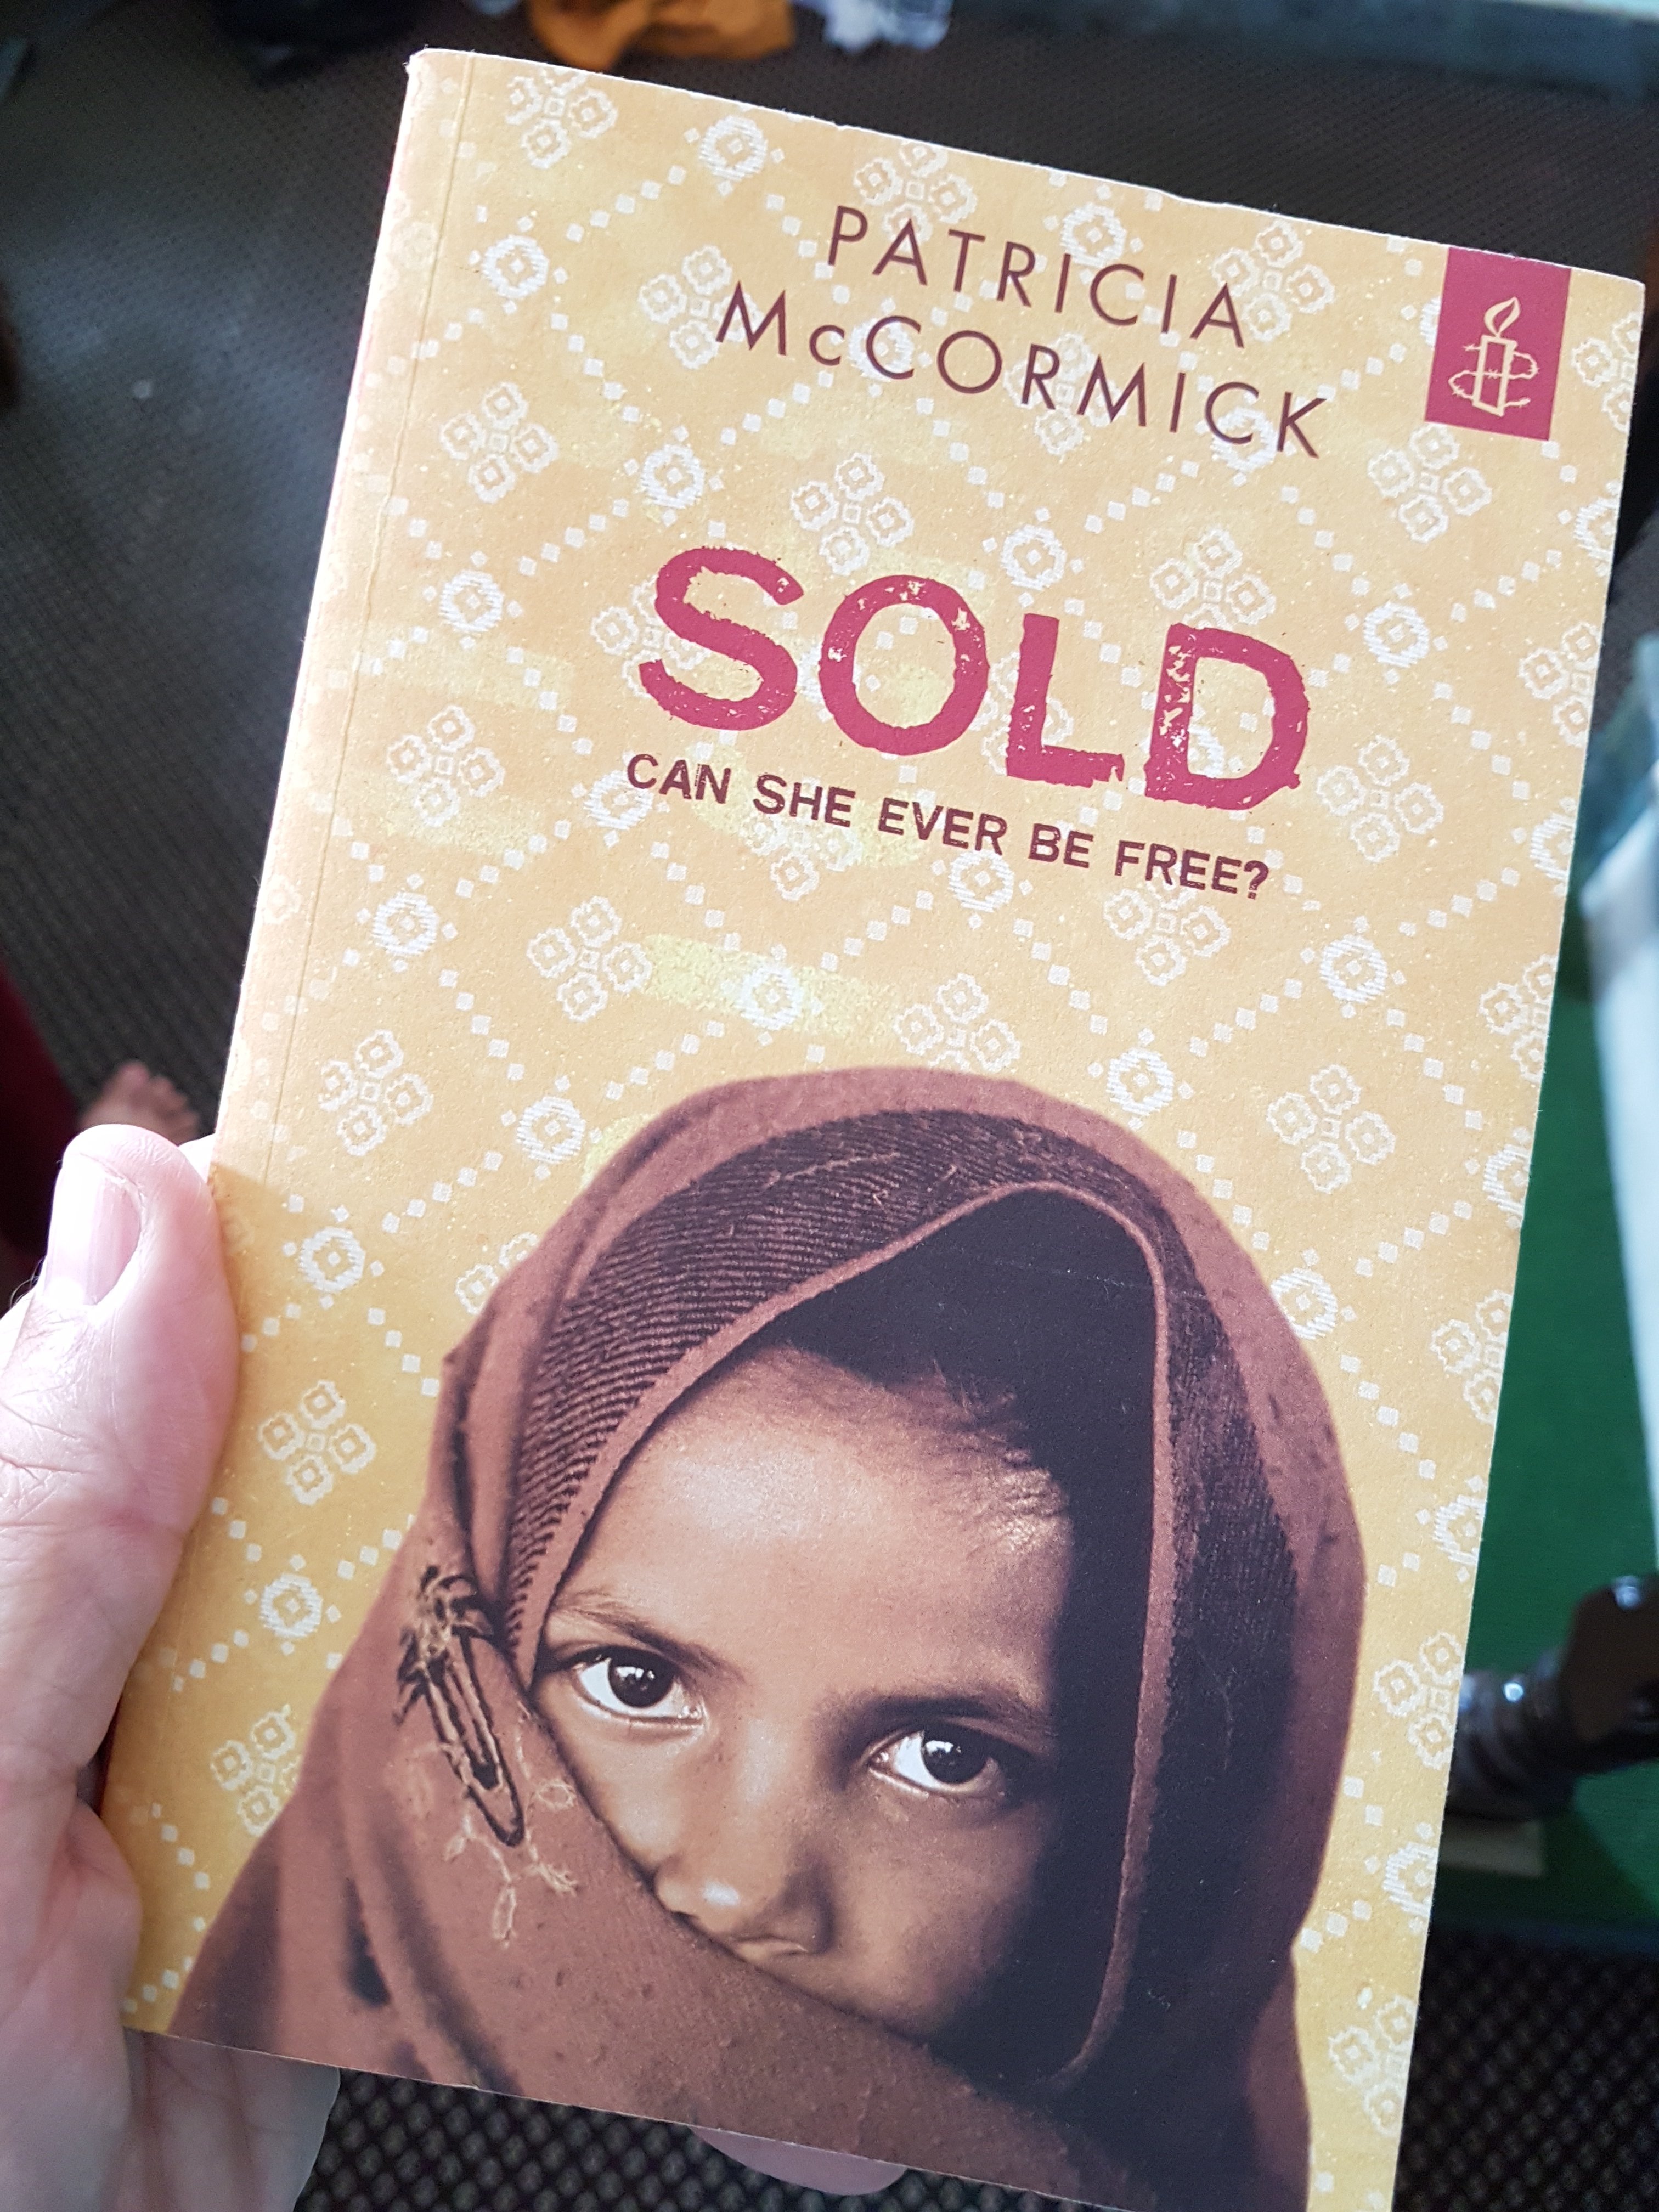 PATRICIA
McCORMICK
SOLD
CAN SHE EVER BE FREE?